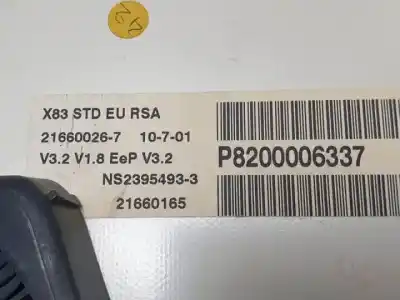 X83 STD EU RSA
21660026-7 10-7-01
V3.2 V1.8 EeP V3.2
NS2395493-3
21660165
P8200006337